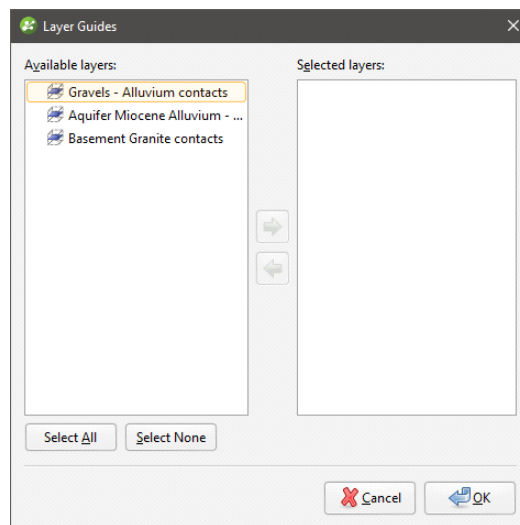 Layer Guides
Available layers:
Selected layers:
Gravels - Alluvium contacts
Aquifer Miocene Alluvium - ...
Basement Granite contacts
Select All
Select None
Cancel
OK